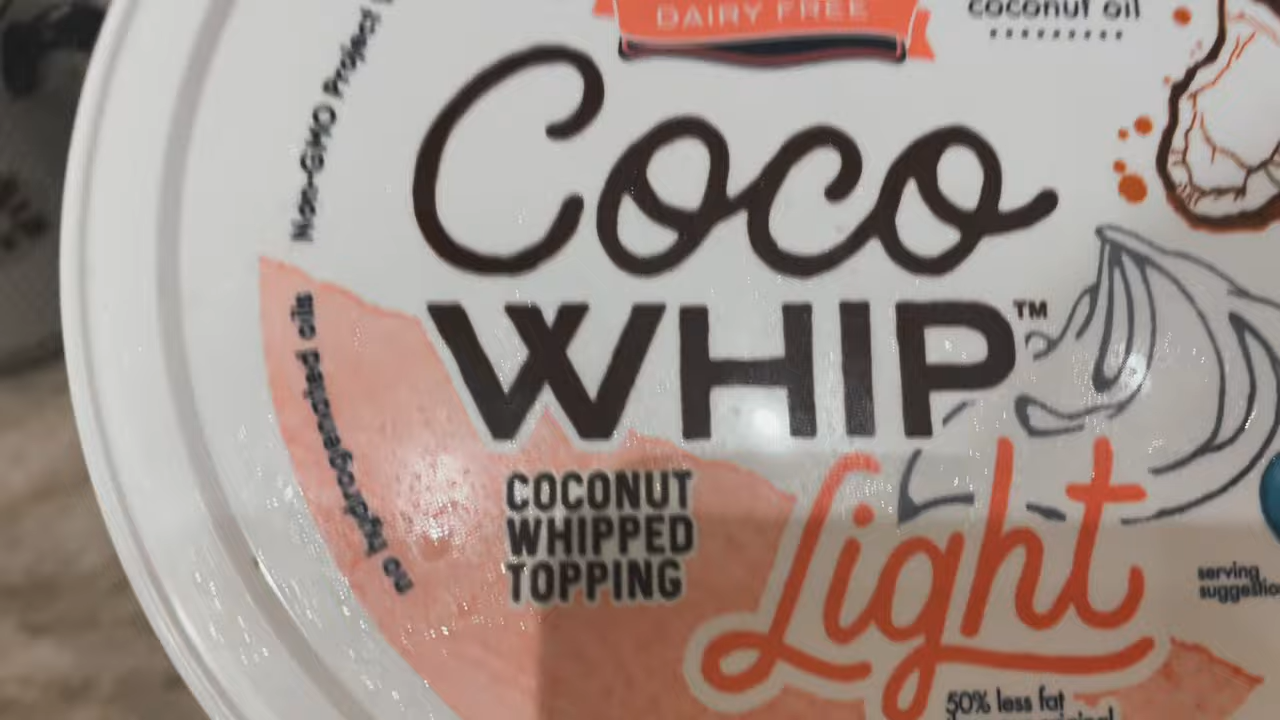 DAIRY FREE
coconut oil
Non-GMO Project
Coco
WHIP™
no hydrogenated oils
COCONUT
WHIPPED
TOPPING
Light
serving
suggestion
50% less fat